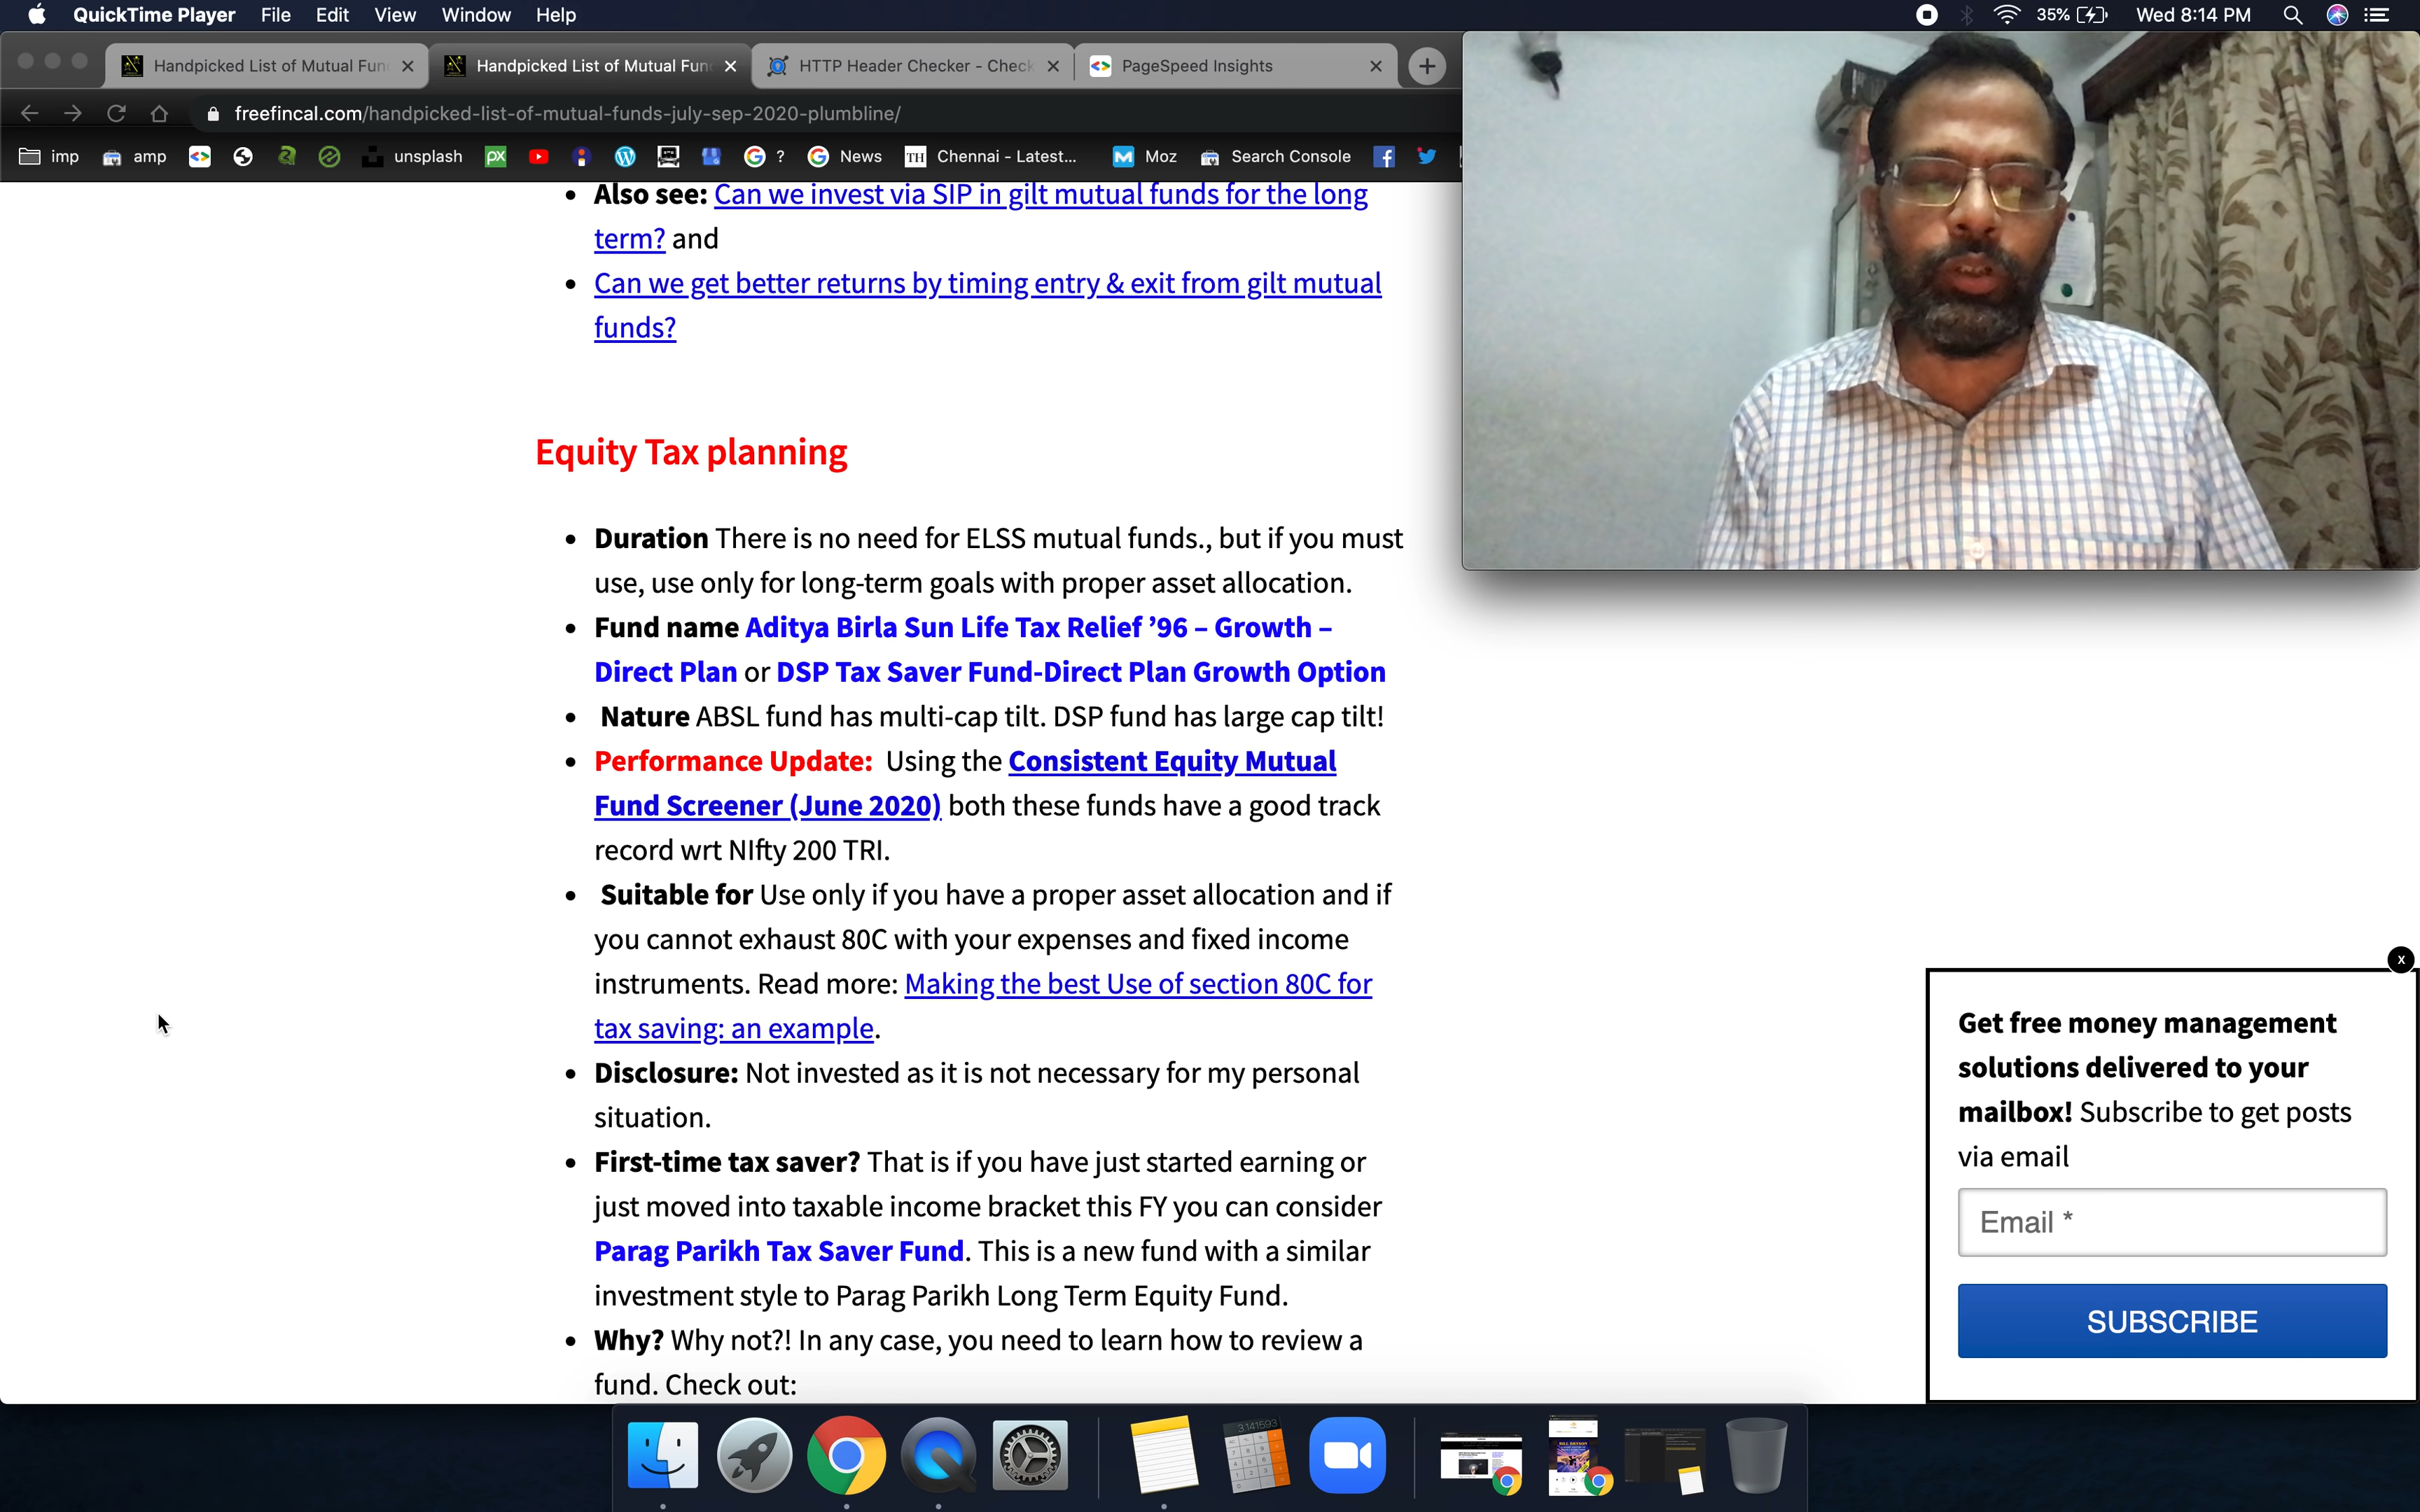 QuickTime Player File Edit View Window Help 35% Wed 8:14 PM
Handpicked List of Mutual Fun Handpicked List of Mutual Fun HTTP Header Checker - Check PageSpeed Insights
freefincal.com/handpicked-list-of-mutual-funds-july-sep-2020-plumbline/
imp amp unsplash px ? News TH Chennai - Latest... Moz Search Console
Also see: Can we invest via SIP in gilt mutual funds for the long
term? and
Can we get better returns by timing entry & exit from gilt mutual
funds?
Equity Tax planning
Duration There is no need for ELSS mutual funds., but if you must
use, use only for long-term goals with proper asset allocation.
Fund name Aditya Birla Sun Life Tax Relief ’96 – Growth –
Direct Plan or DSP Tax Saver Fund-Direct Plan Growth Option
Nature ABSL fund has multi-cap tilt. DSP fund has large cap tilt!
Performance Update: Using the Consistent Equity Mutual
Fund Screener (June 2020) both these funds have a good track
record wrt NIfty 200 TRI.
Suitable for Use only if you have a proper asset allocation and if
you cannot exhaust 80C with your expenses and fixed income
instruments. Read more: Making the best Use of section 80C for
tax saving: an example.
Disclosure: Not invested as it is not necessary for my personal
situation.
First-time tax saver? That is if you have just started earning or
just moved into taxable income bracket this FY you can consider
Parag Parikh Tax Saver Fund. This is a new fund with a similar
investment style to Parag Parikh Long Term Equity Fund.
Why? Why not?! In any case, you need to learn how to review a
fund. Check out:
x
Get free money management
solutions delivered to your
mailbox! Subscribe to get posts
via email
Email *
SUBSCRIBE
3.141593